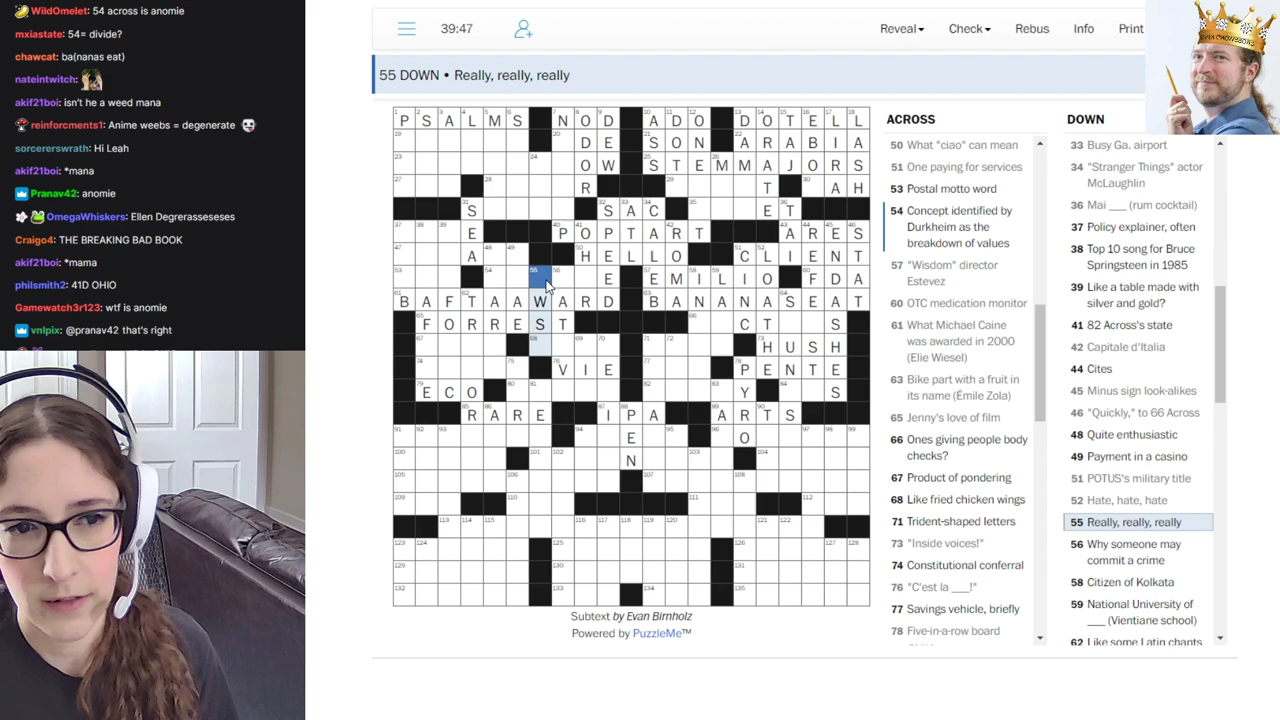 WildOmelet: 54 across is anomie
mxiastate: 54= divide?
chawcat: ba(nanas eat)
nateintwitch:
akif21boi: isn't he a weed mana
reinforcments1: Anime weebs = degenerate
sorcererswrath: Hi Leah
akif21boi: *mana
Pranav42: anomie
OmegaWhiskers: Ellen Degerasseseses
Craigo4: THE BREAKING BAD BOOK
akif21boi: *mama
philsmith2: 41D OHIO
Gamewatch3r123: wtf is anomie
vnlpix: @pranav42 that's right
39:47
Reveal
Check
Rebus
Info
Print
55 DOWN • Really, really, really
PSALMS NOD ADO DOTELL
DE SON ARABIA
OW STEMMAJORS
R T AH
S SAC ET
E POPTART ARES
A HELLO CLIENT
E EMILIO FDA
BAFTAAWARD BANANASEAT
FORREST CT S
HUSH
VIE PENTE
ECO Y S
RARE IPA ARTS
E O
N
Subtext by Evan Birnholz
Powered by PuzzleMe™
ACROSS
50 What "ciao" can mean
51 One paying for services
53 Postal motto word
54 Concept identified by
Durkheim as the
breakdown of values
57 "Wisdom" director
Estevez
60 OTC medication monitor
61 What Michael Caine
was awarded in 2000
(Elie Wiesel)
63 Bike part with a fruit in
its name (Émile Zola)
65 Jenny's love of film
66 Ones giving people body
checks?
67 Product of pondering
68 Like fried chicken wings
71 Trident-shaped letters
73 "Inside voices!"
74 Constitutional conferral
76 "C'est la ___!"
77 Savings vehicle, briefly
78 Five-in-a-row board
DOWN
33 Busy Ga. airport
34 "Stranger Things" actor
McLaughlin
36 Mai ___ (rum cocktail)
37 Policy explainer, often
38 Top 10 song for Bruce
Springsteen in 1985
39 Like a table made with
silver and gold?
41 82 Across's state
42 Capitale d'Italia
44 Cites
45 Minus sign look-alikes
46 "Quickly," to 66 Across
48 Quite enthusiastic
49 Payment in a casino
51 POTUS's military title
52 Hate, hate, hate
55 Really, really, really
56 Why someone may
commit a crime
58 Citizen of Kolkata
59 National University of
___ (Vientiane school)
62 Like some Latin chants